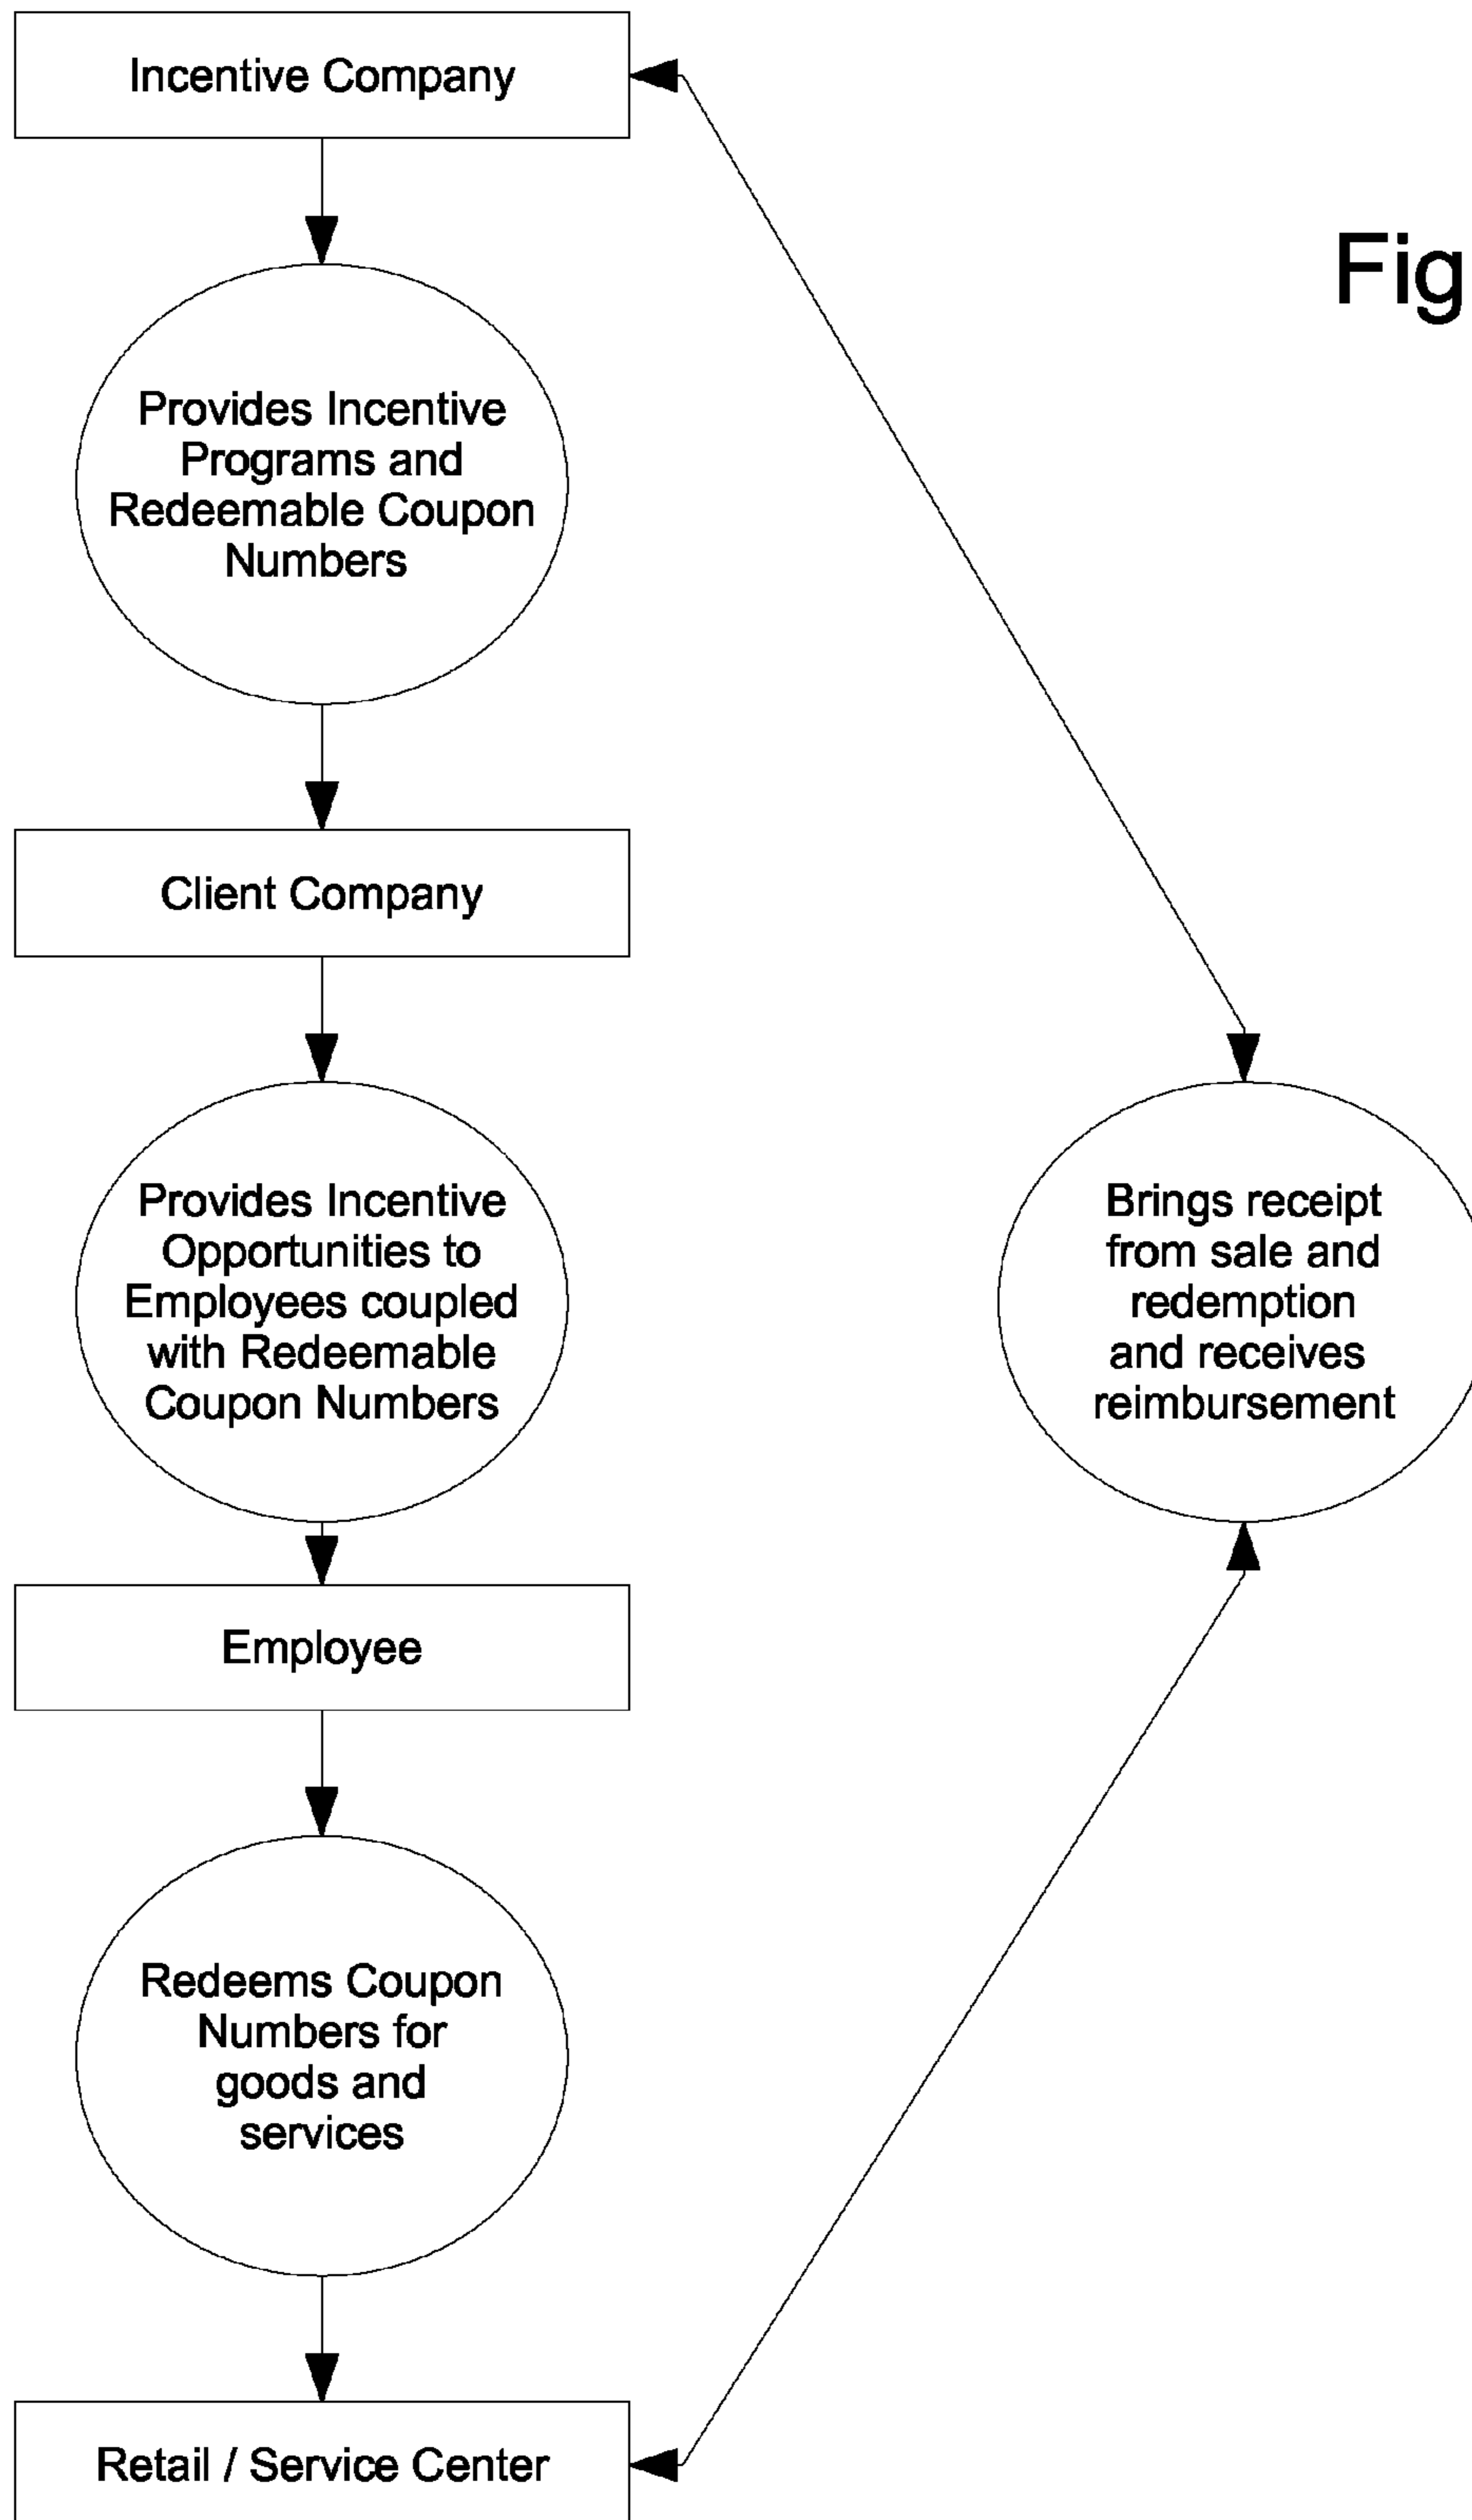 Incentive Company
Fig
Provides Incentive
Programs and
Redeemable Coupon
Numbers
Client Company
Provides Incentive
Opportunities to
Employees coupled
with Redeemable
Coupon Numbers
Brings receipt
from sale and
redemption
and receives
reimbursement
Employee
Redeems Coupon
Numbers for
goods and
services
Retail / Service Center